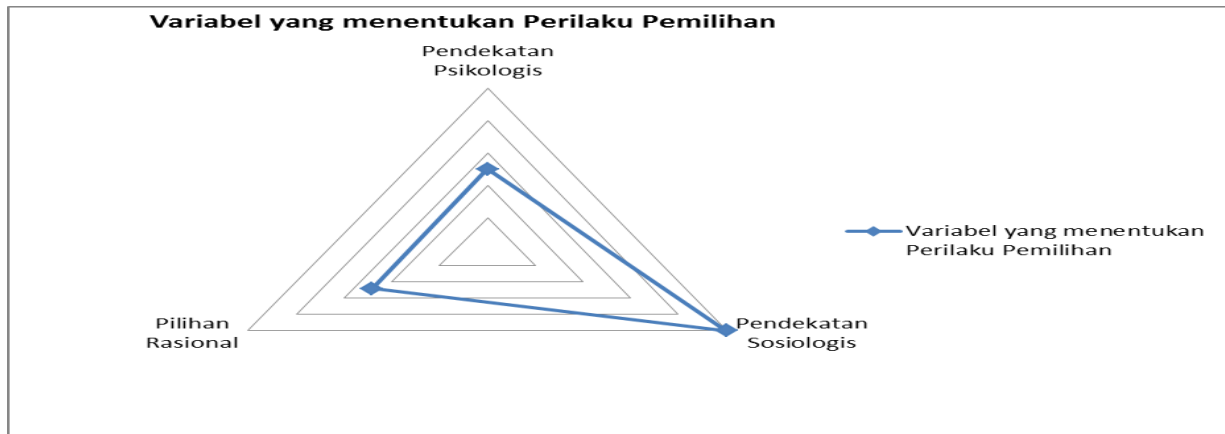 Variabel yang menentukan Perilaku Pemilihan
Pendekatan
Psikologis
Variabel yang menentukan
Perilaku Pemilihan
Pilihan
Rasional
Pendekatan
Sosiologis